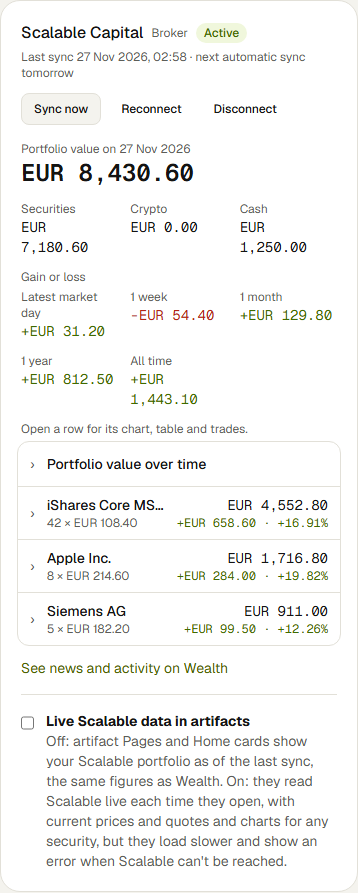 Scalable Capital Broker Active
Last sync 27 Nov 2026, 02:58 · next automatic sync
tomorrow
Sync now Reconnect Disconnect
Portfolio value on 27 Nov 2026
EUR 8,430.60
Securities Crypto Cash
EUR EUR 0.00 EUR
7,180.60 1,250.00
Gain or loss
Latest market 1 week 1 month
day -EUR 54.40 +EUR 129.80
+EUR 31.20
1 year All time
+EUR 812.50 +EUR
1,443.10
Open a row for its chart, table and trades.
› Portfolio value over time
› iShares Core MS... EUR 4,552.80
42 × EUR 108.40 +EUR 658.60 · +16.91%
› Apple Inc. EUR 1,716.80
8 × EUR 214.60 +EUR 284.00 · +19.82%
› Siemens AG EUR 911.00
5 × EUR 182.20 +EUR 99.50 · +12.26%
See news and activity on Wealth
Live Scalable data in artifacts
Off: artifact Pages and Home cards show
your Scalable portfolio as of the last sync,
the same figures as Wealth. On: they read
Scalable live each time they open, with
current prices and quotes and charts for any
security, but they load slower and show an
error when Scalable can't be reached.